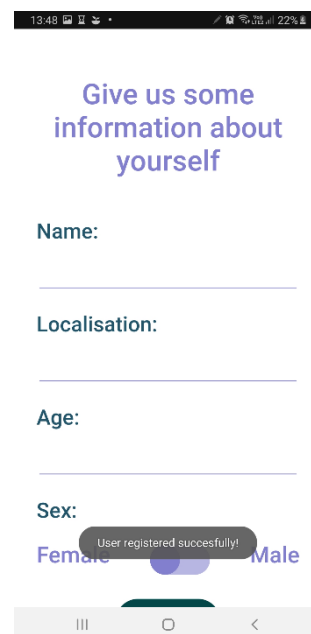 13:48 22%
Give us some
information about
yourself
Name:
Localisation:
Age:
Sex:
User registered succesfully!
Female Male